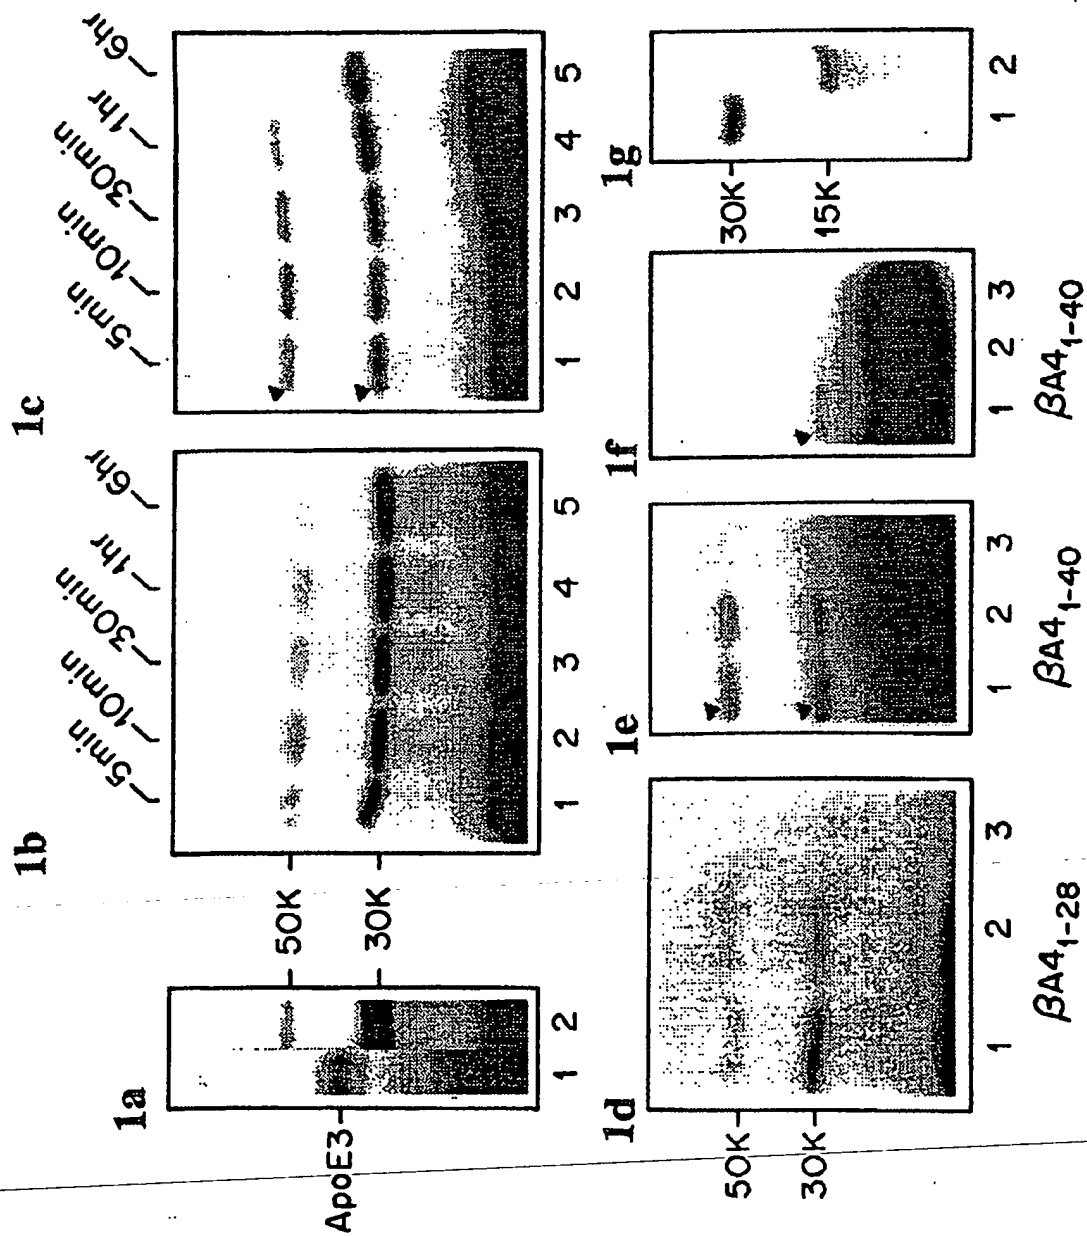 1a
ApoE3
50K
30K
1 2
1b
5min 10min 30min 1hr 6hr
1 2 3 4 5
1c
5min 10min 30min 1hr 6hr
1 2 3 4 5
1d
50K
30K
1 2 3
βA4₁₋₂₈
1e
1 2 3
βA4₁₋₄₀
1f
1 2 3
βA4₁₋₄₀
1g
30K
15K
1 2